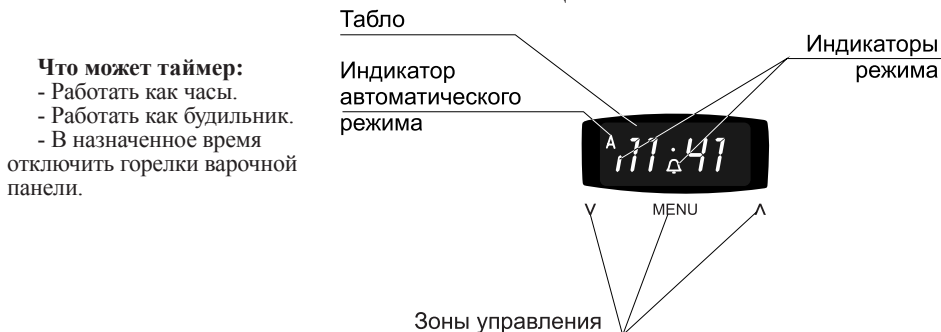 Что может таймер:
- Работать как часы.
- Работать как будильник.
- В назначенное время
отключить горелки варочной
панели.
Табло
Индикатор
автоматического
режима
Индикаторы
режима
A
11:41
V MENU Λ
Зоны управления